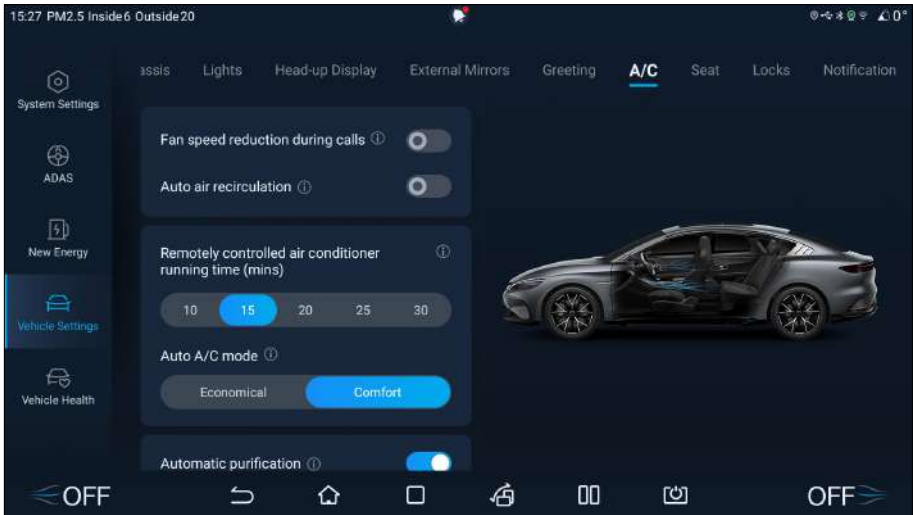 15:27 PM2.5 Inside6 Outside20
0°
assis Lights Head-up Display External Mirrors Greeting A/C Seat Locks Notification
System Settings
ADAS
New Energy
Vehicle Settings
Vehicle Health
Fan speed reduction during calls
Auto air recirculation
Remotely controlled air conditioner
running time (mins)
10 15 20 25 30
Auto A/C mode
Economical Comfort
Automatic purification
OFF OFF